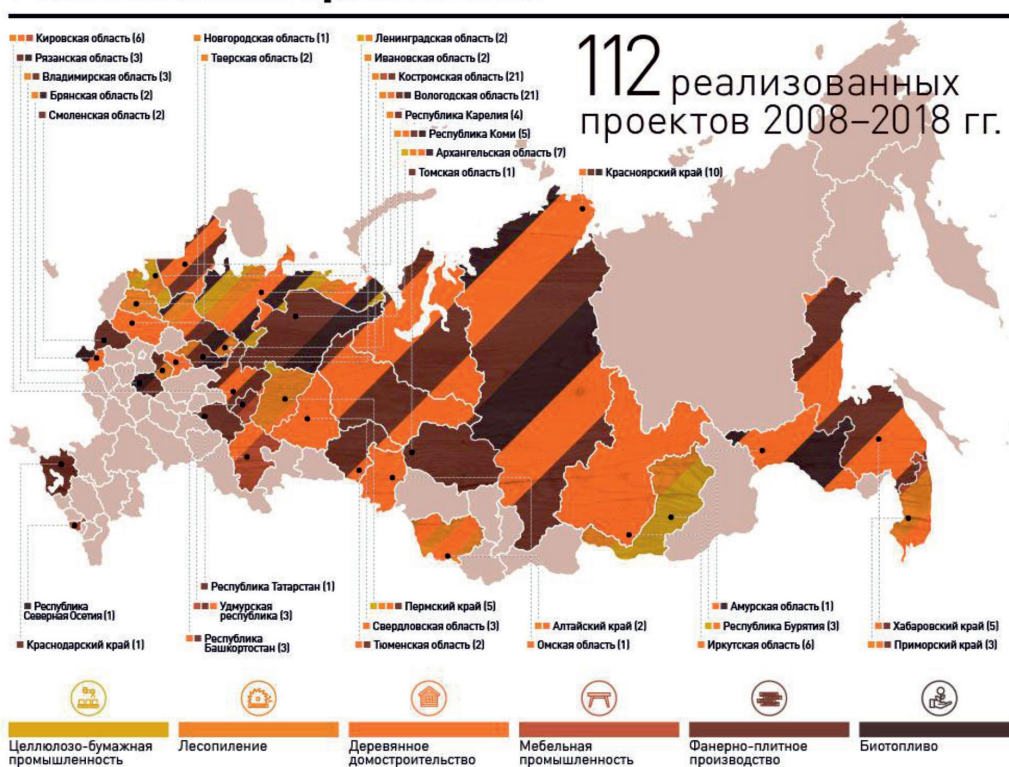 112 реализованных
проектов 2008–2018 гг.
Кировская область (6)
Рязанская область (3)
Владимирская область (3)
Брянская область (2)
Смоленская область (2)
Новгородская область (1)
Тверская область (2)
Ленинградская область (2)
Ивановская область (2)
Костромская область (21)
Вологодская область (21)
Республика Карелия (4)
Республика Коми (5)
Архангельская область (7)
Томская область (1)
Красноярский край (10)
Республика
Северная Осетия (1)
Краснодарский край (1)
Республика Татарстан (1)
Удмурская
республика (3)
Республика
Башкортостан (3)
Пермский край (5)
Свердловская область (3)
Тюменская область (2)
Алтайский край (2)
Омская область (1)
Амурская область (1)
Республика Бурятия (3)
Иркутская область (6)
Хабаровский край (5)
Приморский край (3)
Целлюлозо-бумажная
промышленность
Лесопиление
Деревянное
домостроительство
Мебельная
промышленность
Фанерно-плитное
производство
Биотопливо